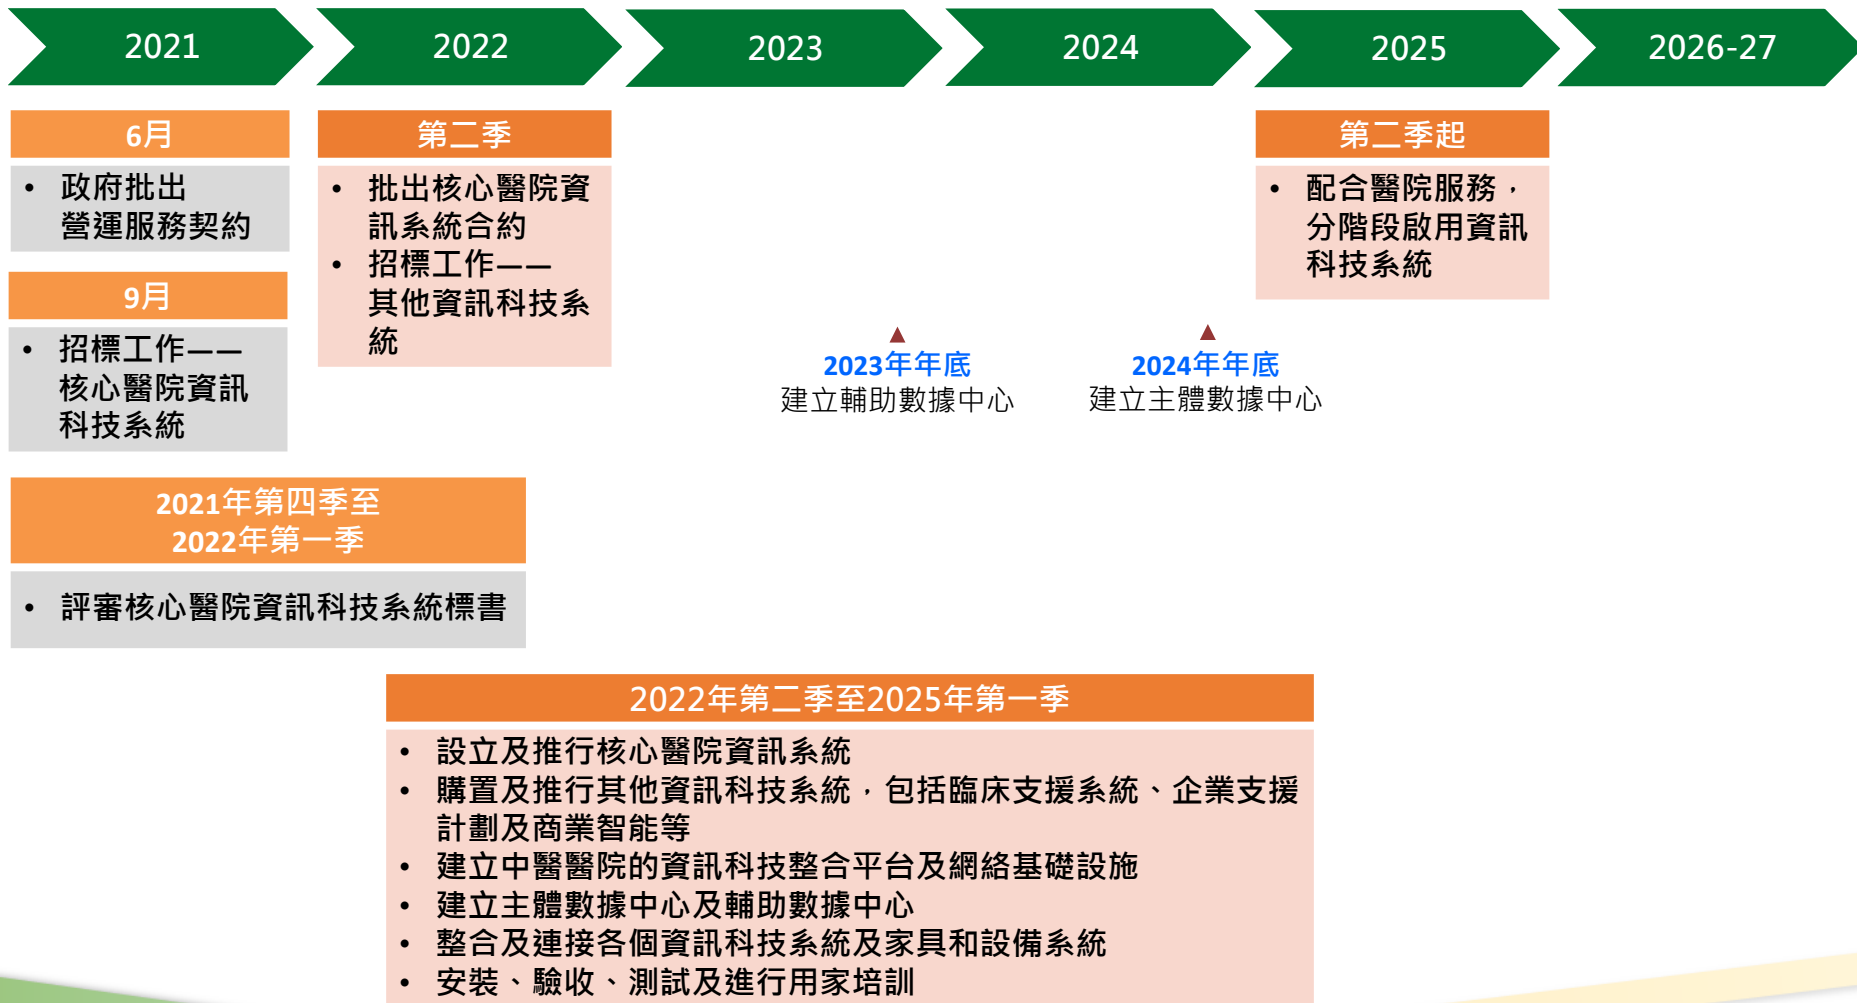 2021
2022
2023
2024
2025
2026-27
6月
• 政府批出
營運服務契約
9月
• 招標工作——
核心醫院資訊
科技系統
第二季
• 批出核心醫院資
訊系統合約
• 招標工作——
其他資訊科技系
統
2023年年底
建立輔助數據中心
2024年年底
建立主體數據中心
第二季起
• 配合醫院服務，
分階段啟用資訊
科技系統
2021年第四季至
2022年第一季
• 評審核心醫院資訊科技系統標書
2022年第二季至2025年第一季
• 設立及推行核心醫院資訊系統
• 購置及推行其他資訊科技系統，包括臨床支援系統、企業支援
計劃及商業智能等
• 建立中醫醫院的資訊科技整合平台及網絡基礎設施
• 建立主體數據中心及輔助數據中心
• 整合及連接各個資訊科技系統及家具和設備系統
• 安裝、驗收、測試及進行用家培訓